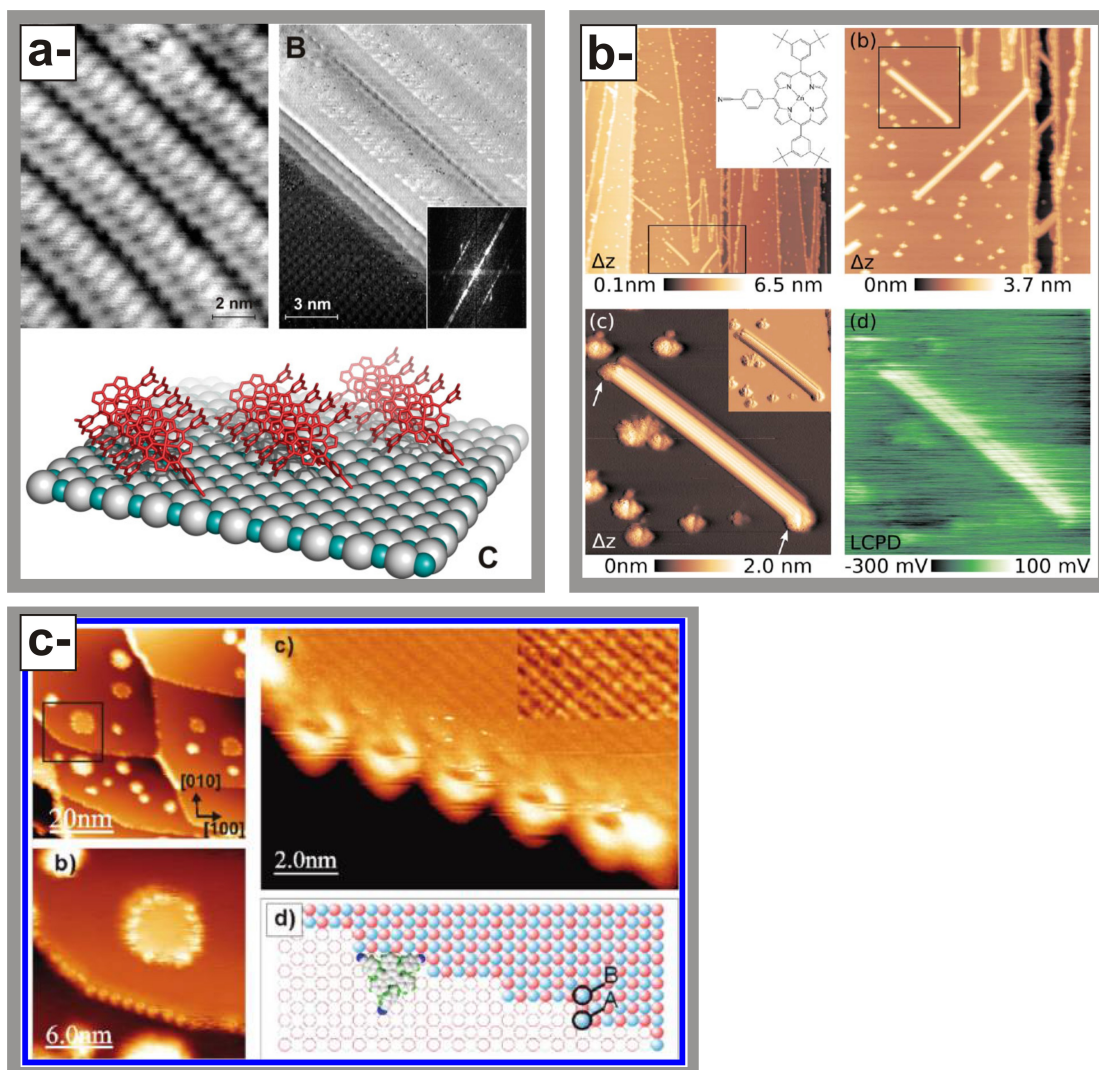 a-
B
2 nm
3 nm
C
b-
(b)
N
N
N
Zn
N
N
Δz
Δz
0.1nm
6.5 nm
0nm
3.7 nm
(c)
(d)
Δz
LCPD
0nm
2.0 nm
-300 mV
100 mV
c-
c)
[010]
[100]
20nm
2.0nm
b)
d)
B
A
6.0nm